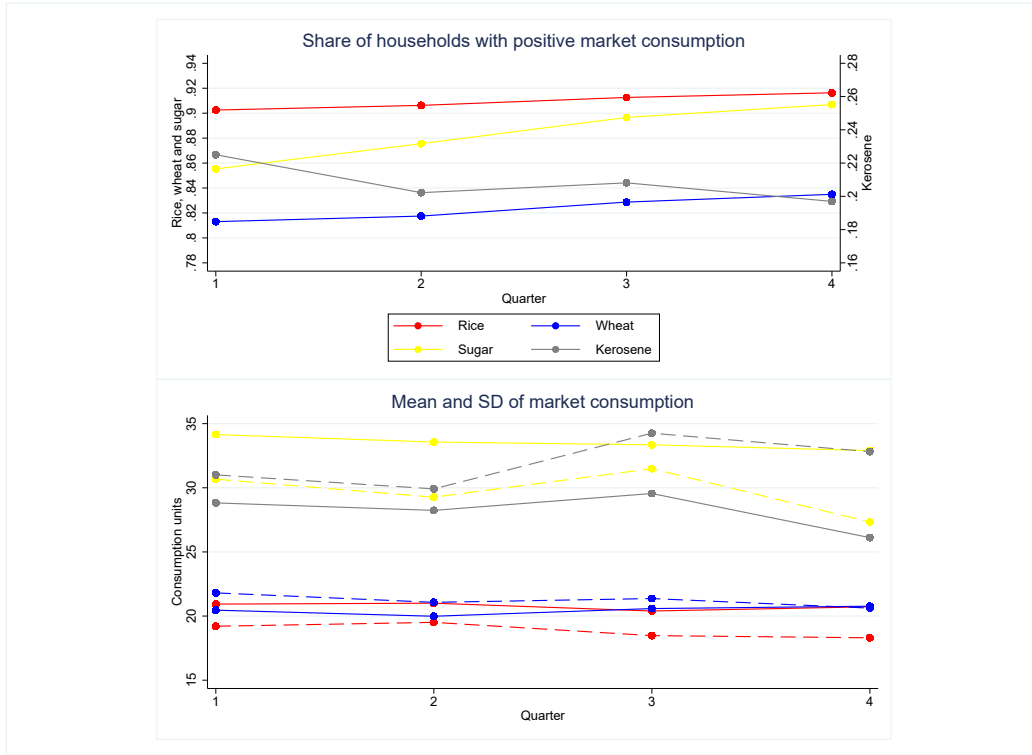 Share of households with positive market consumption
Rice, wheat and sugar
.94
.92
.9
.88
.86
.84
.82
.8
.78
.28
.26
.24
.22
.2
.18
.16
Kerosene
1 2 3 4
Quarter
Rice Wheat
Sugar Kerosene
Mean and SD of market consumption
Consumption units
35
30
25
20
15
1 2 3 4
Quarter